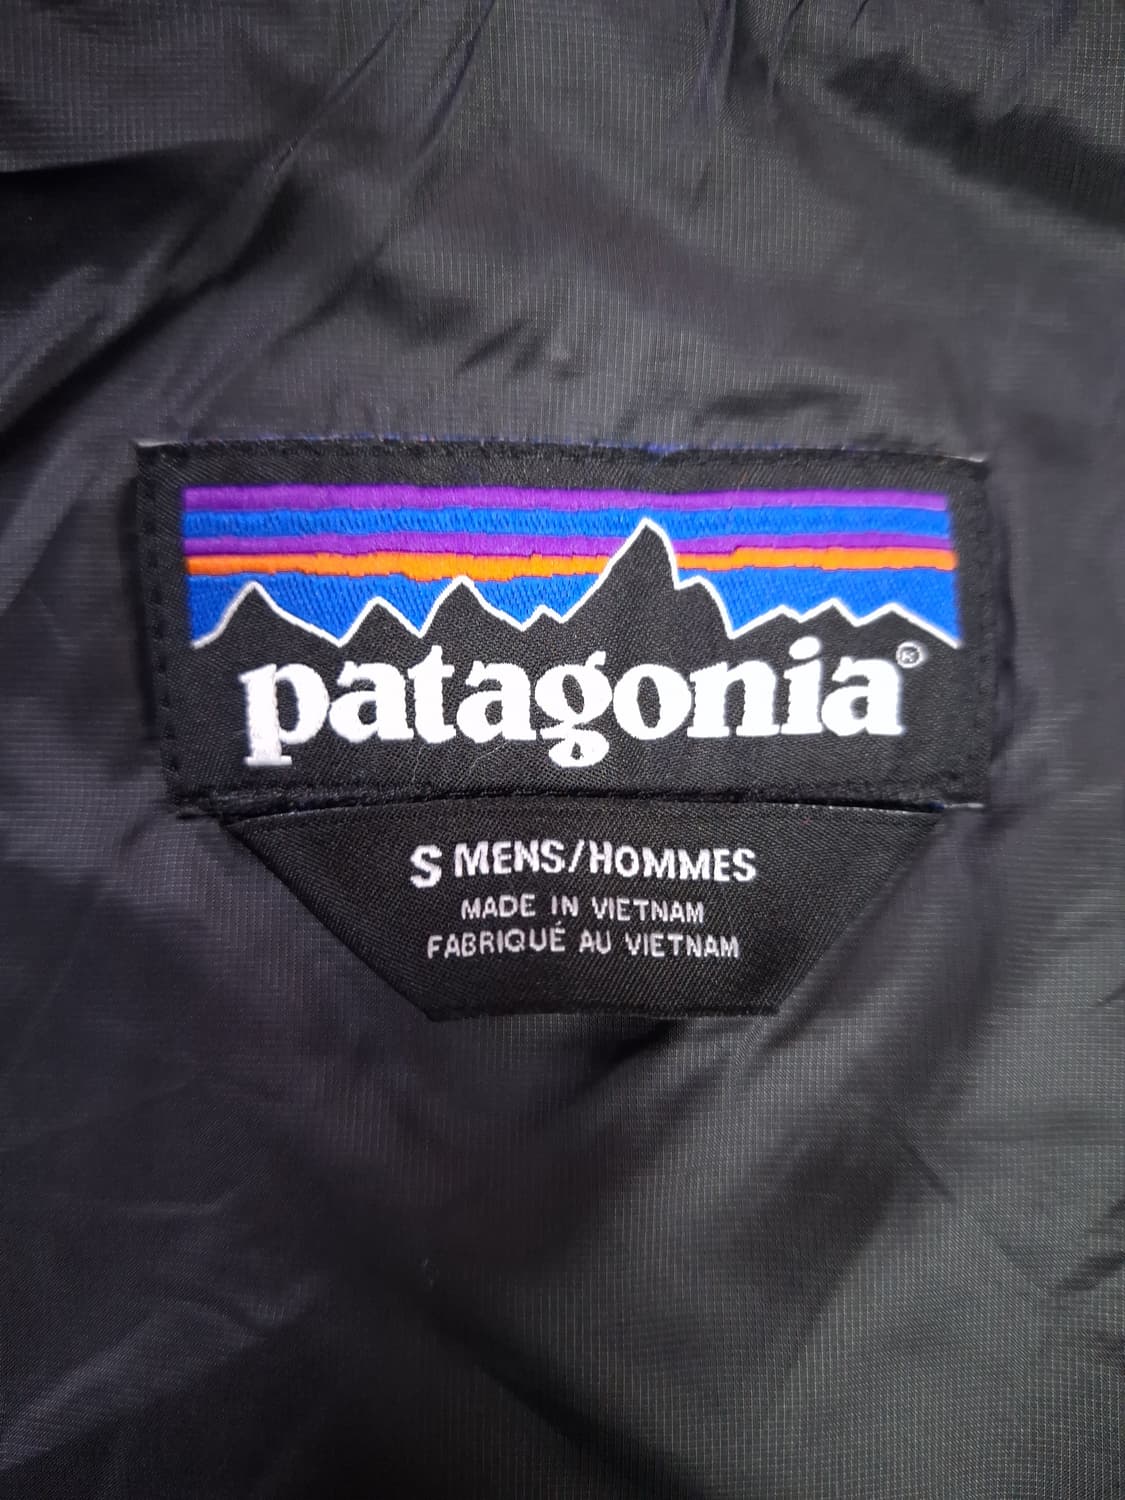 patagonia®
S MENS/HOMMES
MADE IN VIETNAM
FABRIQUÉ AU VIETNAM